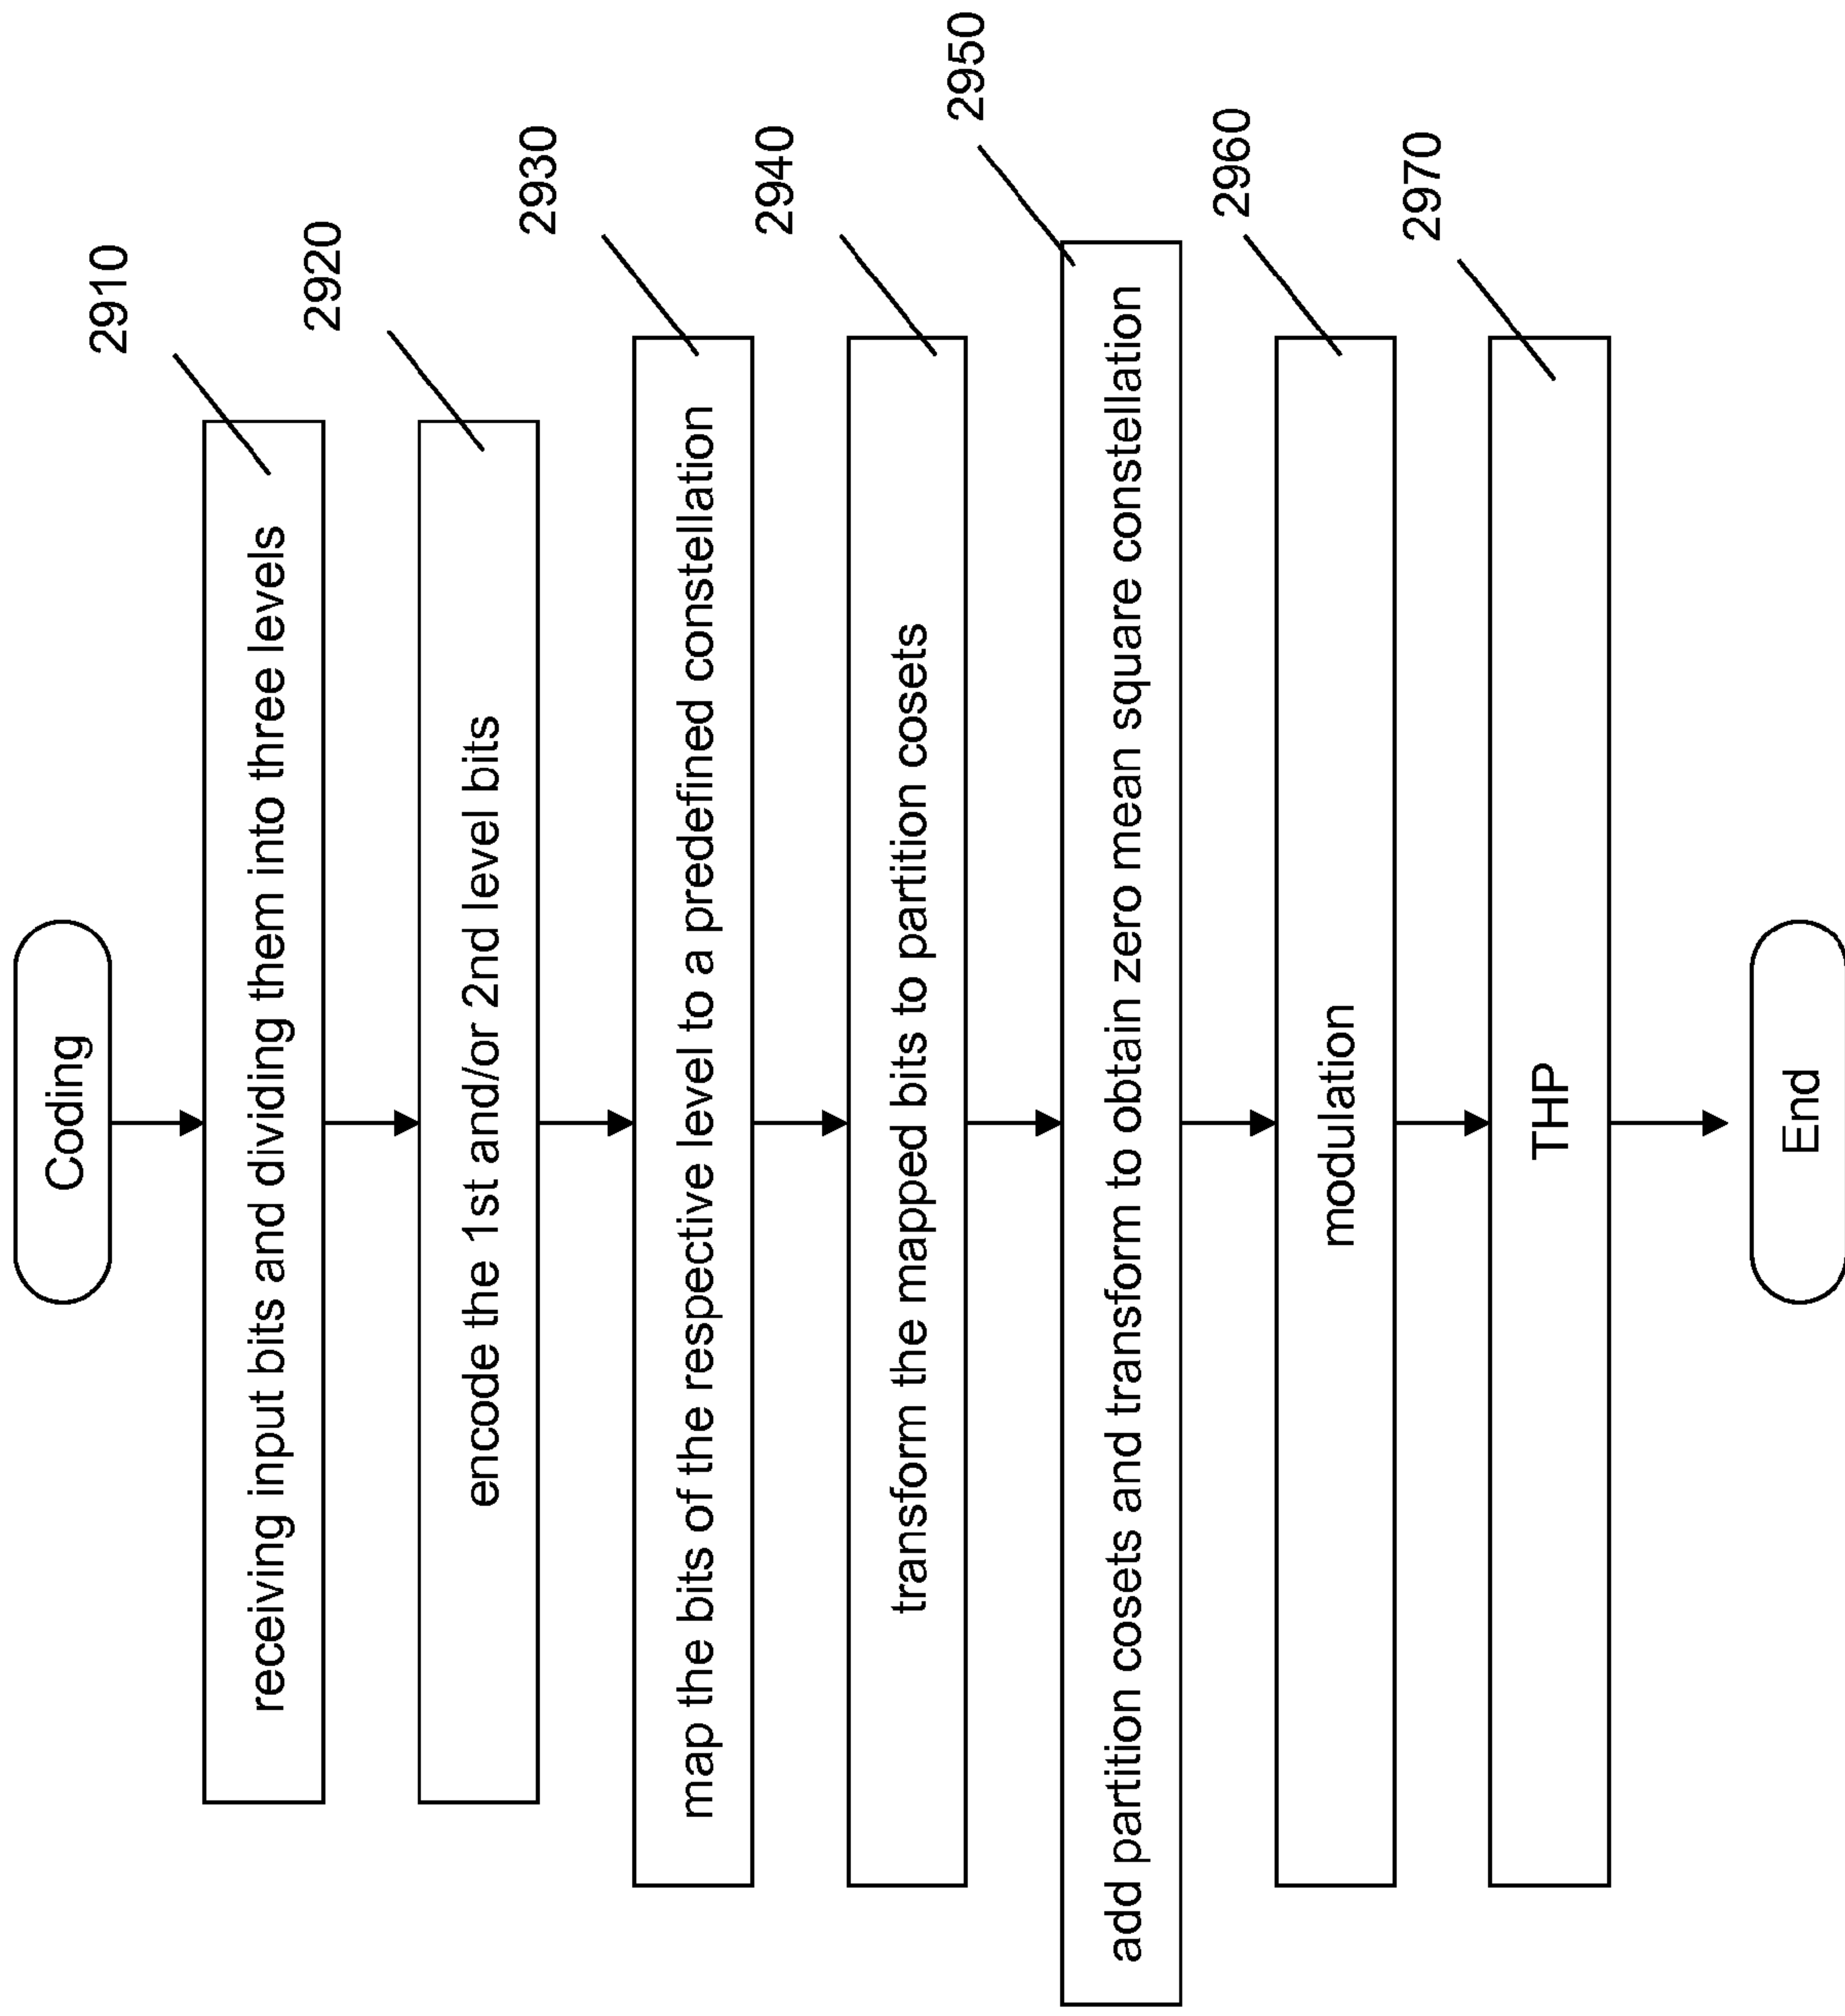 Coding
receiving input bits and dividing them into three levels
2910
encode the 1st and/or 2nd level bits
2920
map the bits of the respective level to a predefined constellation
2930
transform the mapped bits to partition cosets
2940
add partition cosets and transform to obtain zero mean square constellation
2950
modulation
2960
THP
2970
End